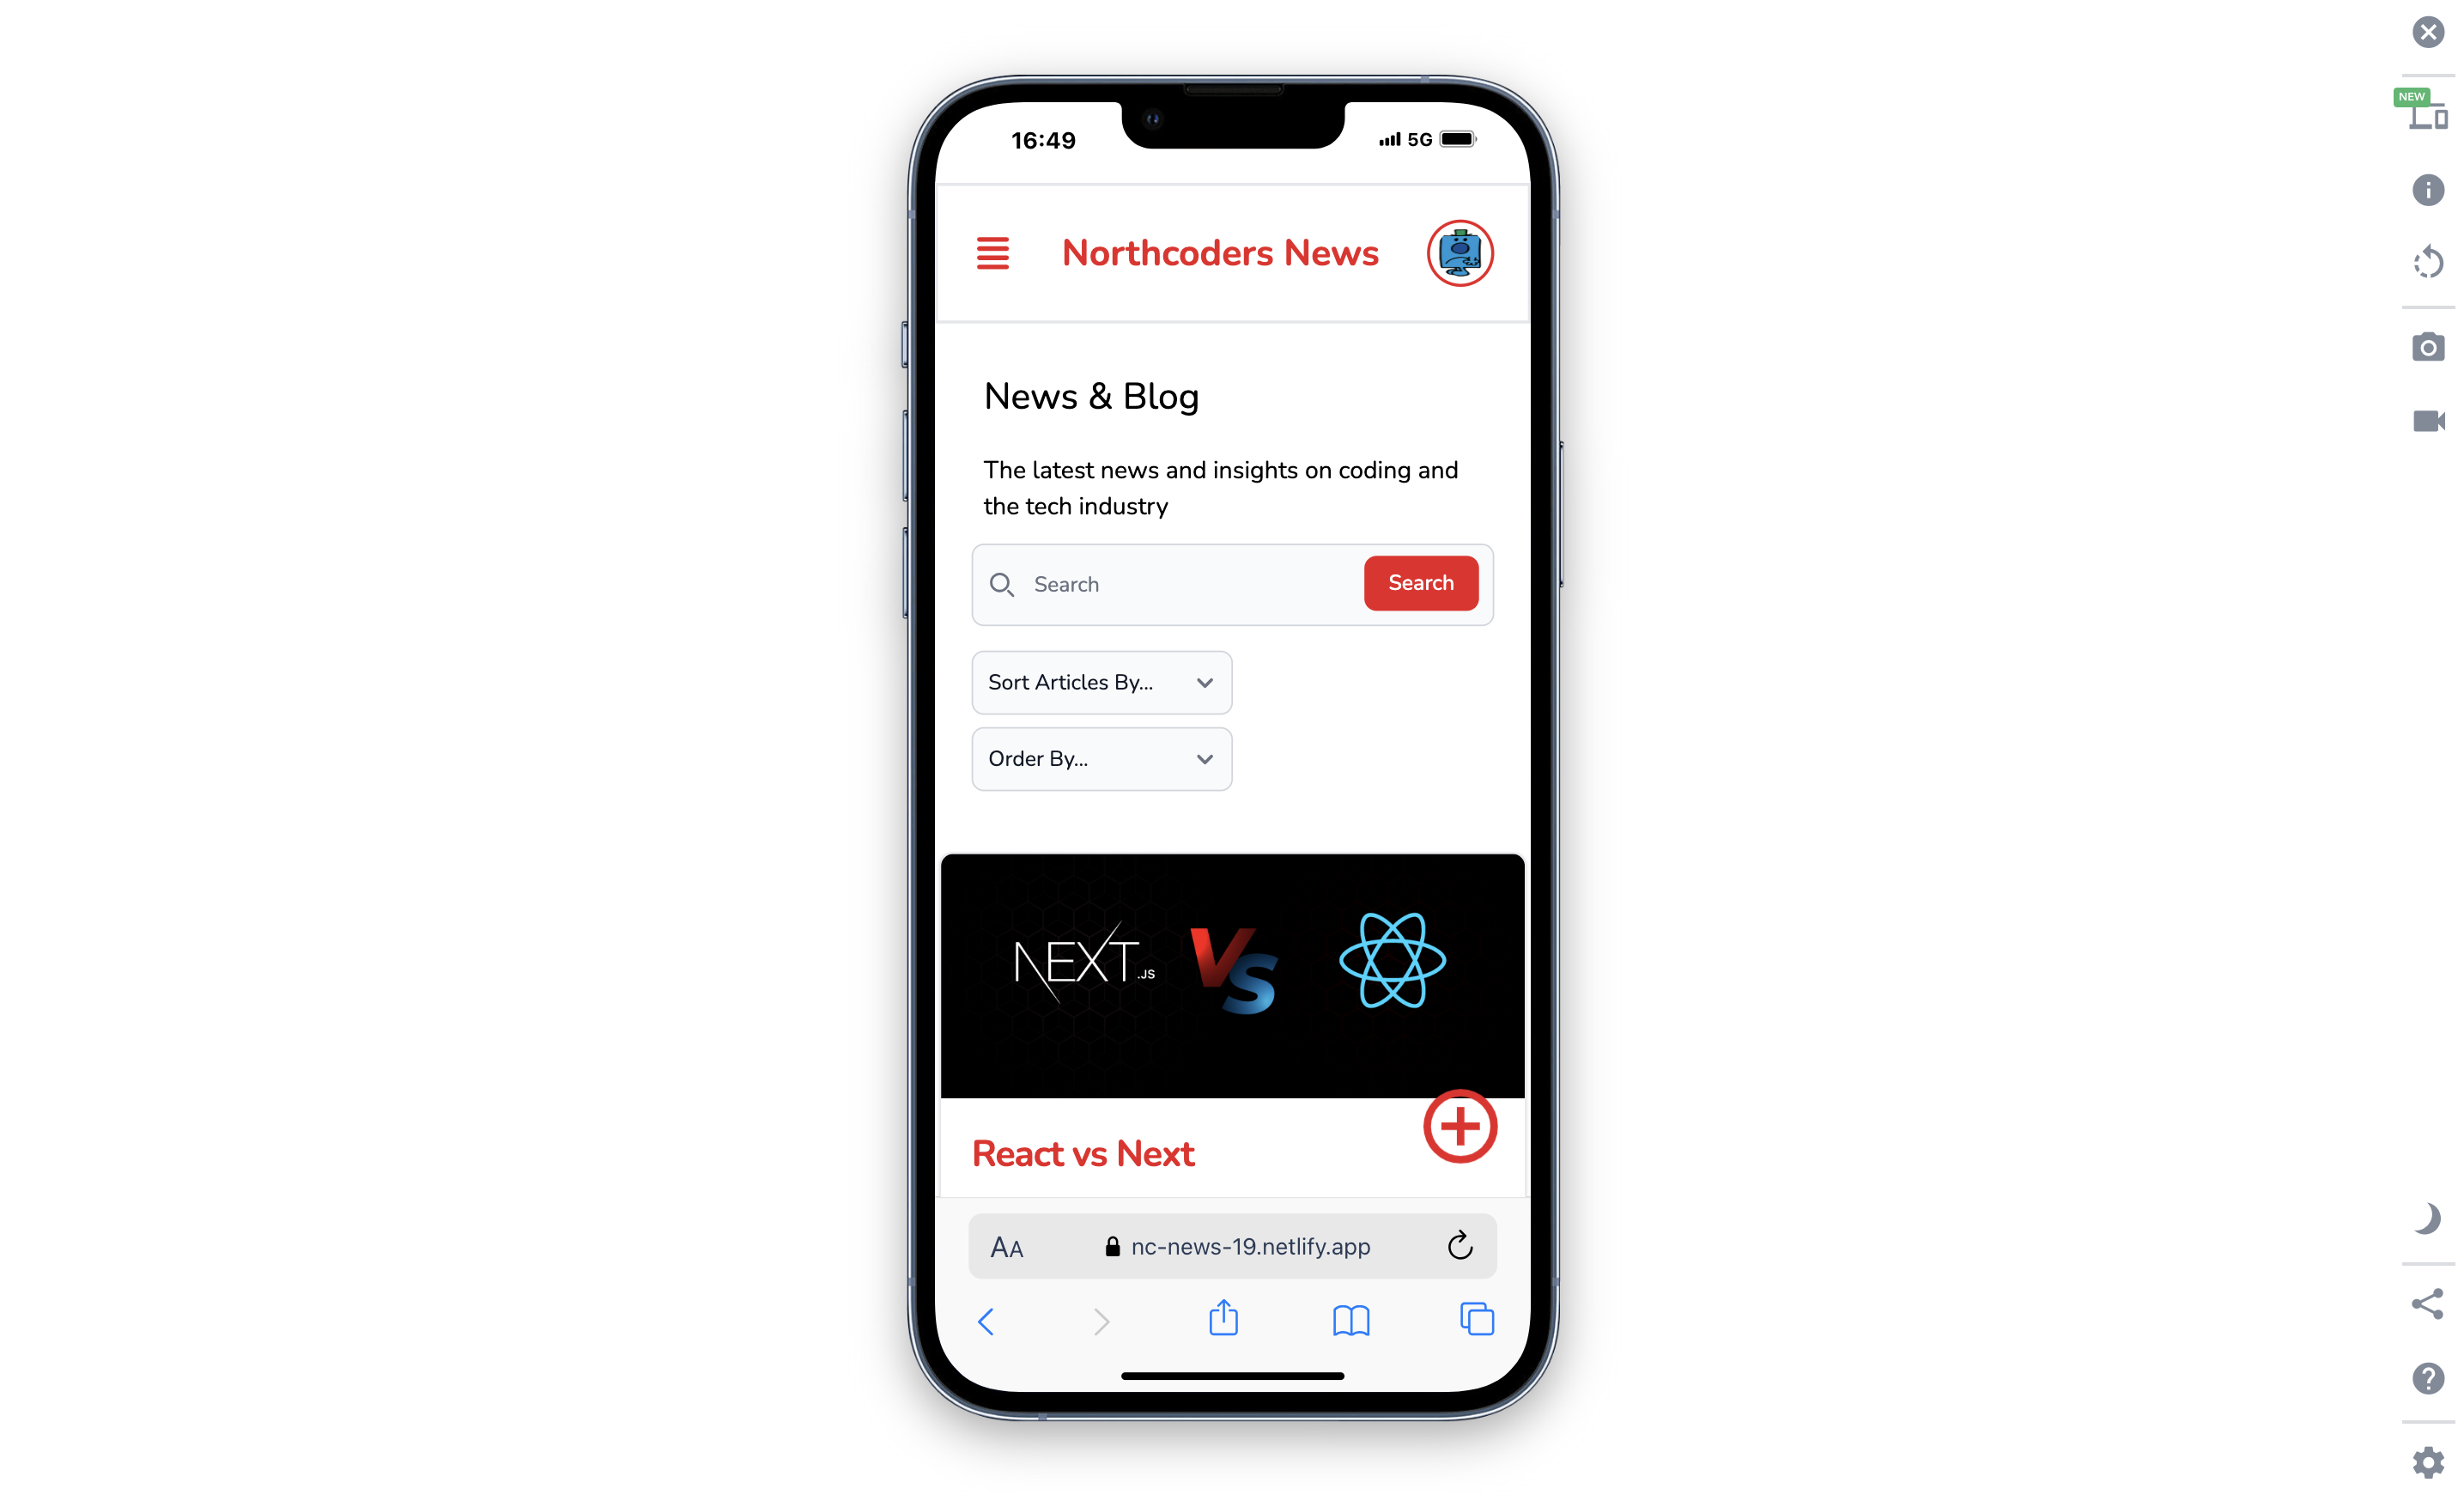 16:49
5G
NEW
Northcoders News
News & Blog
The latest news and insights on coding and
the tech industry
Search
Search
Sort Articles By...
Order By...
NEXT.JS
VS
React vs Next
AA
nc-news-19.netlify.app